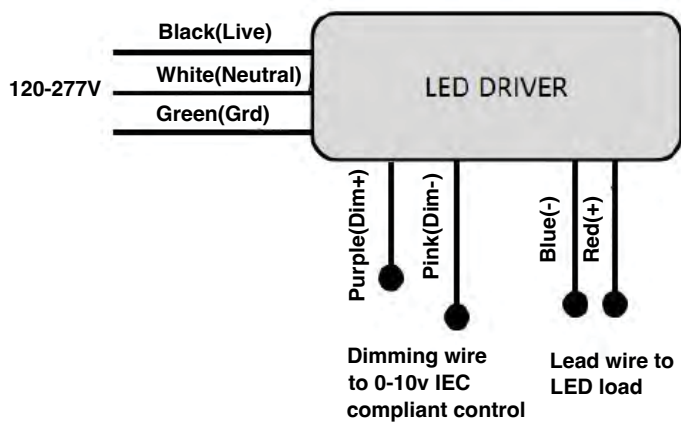 Black(Live)
120-277V
White(Neutral)
Green(Grd)
LED DRIVER
Purple(Dim+)
Pink(Dim-)
Blue(-)
Red(+)
Dimming wire
to 0-10v IEC
compliant control
Lead wire to
LED load